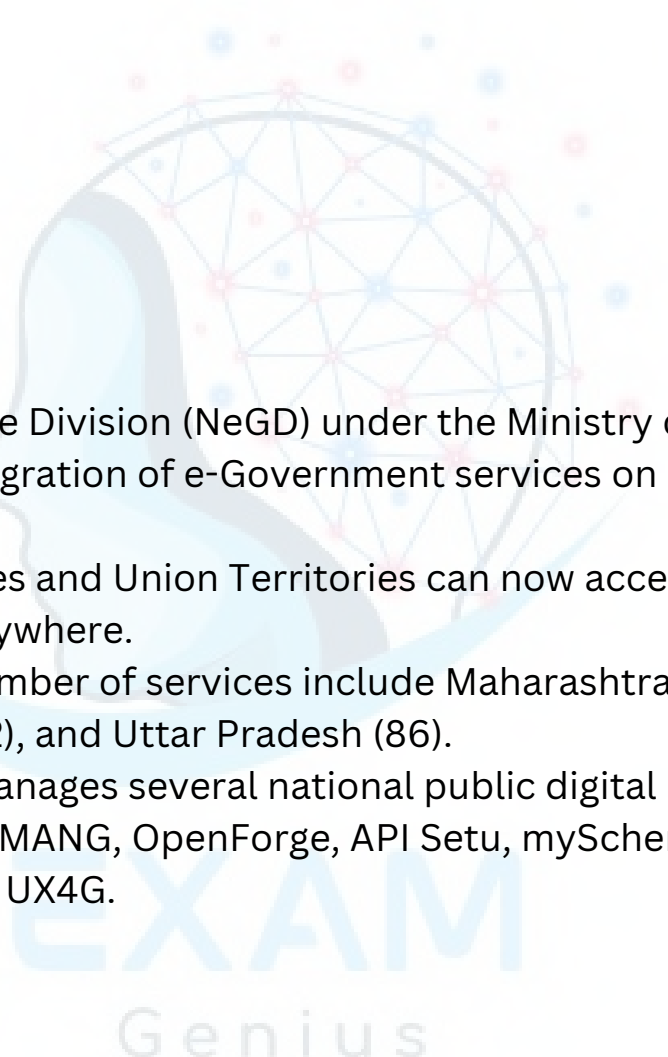 e Division (NeGD) under the Ministry
gration of e-Government services on
es and Union Territories can now acce
ywhere.
mber of services include Maharashtra
2), and Uttar Pradesh (86).
anages several national public digital
MANG, OpenForge, API Setu, mySche
UX4G.
EXAM
Genius